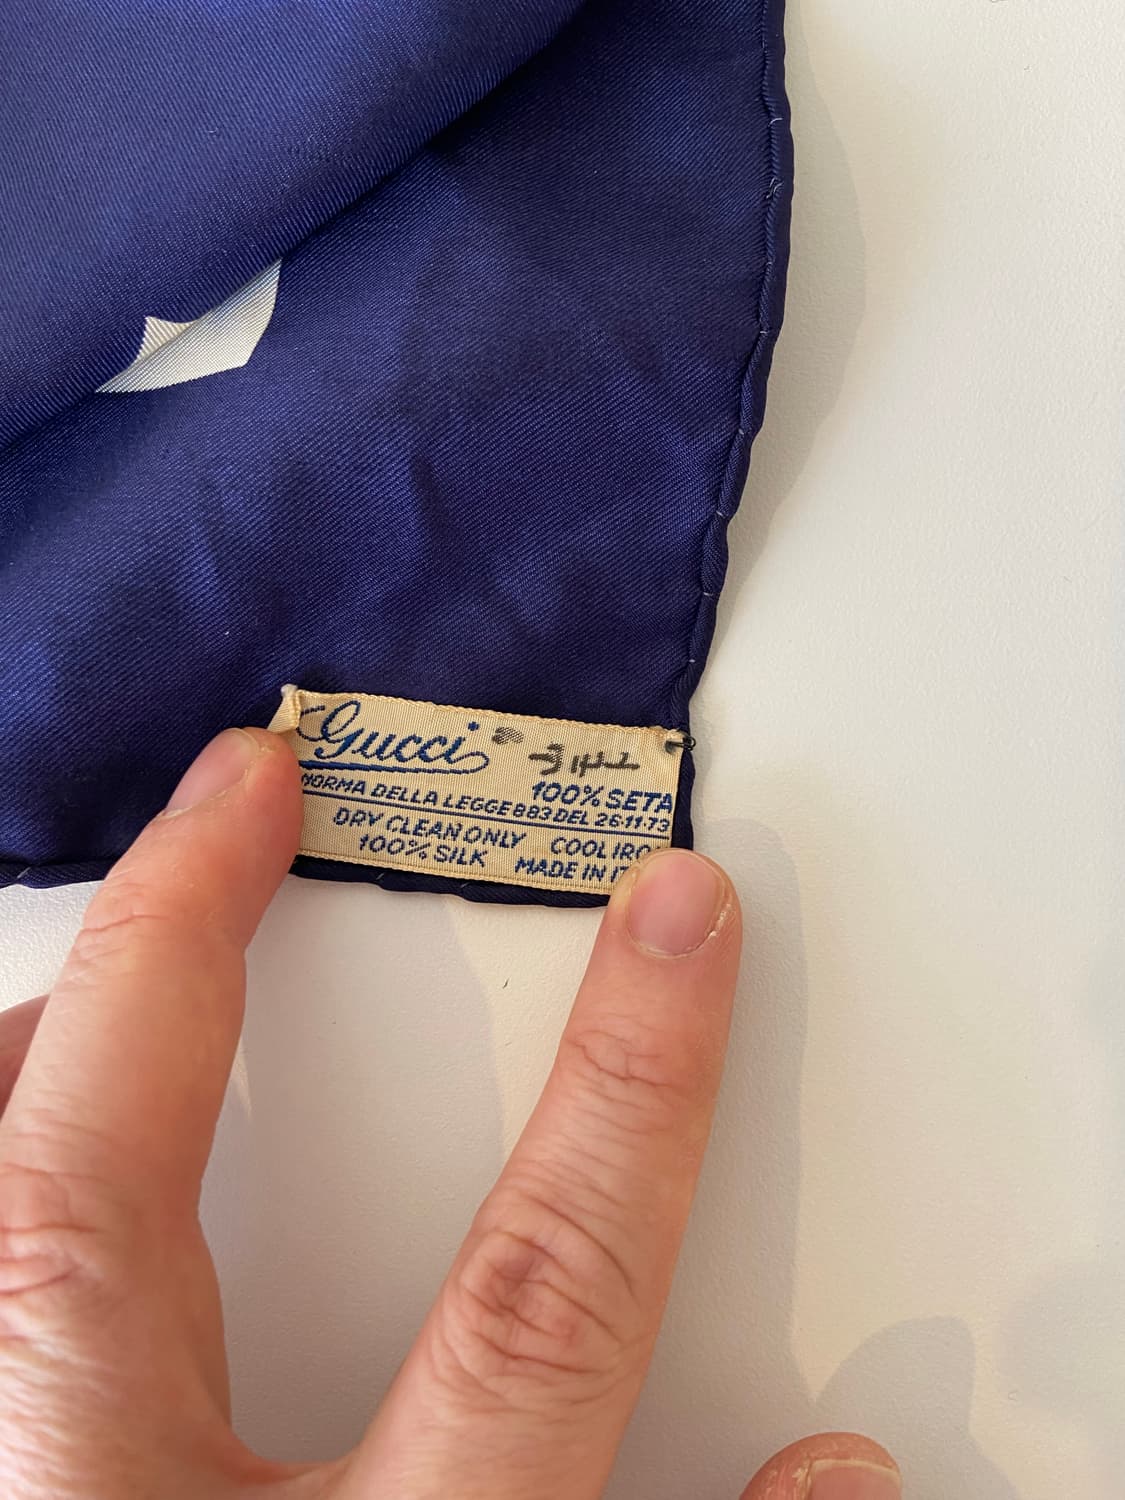 Gucci
100% SETA
NORMA DELLA LEGGE 883 DEL 26·11·73
DRY CLEAN ONLY COOL IRO
100% SILK MADE IN IT